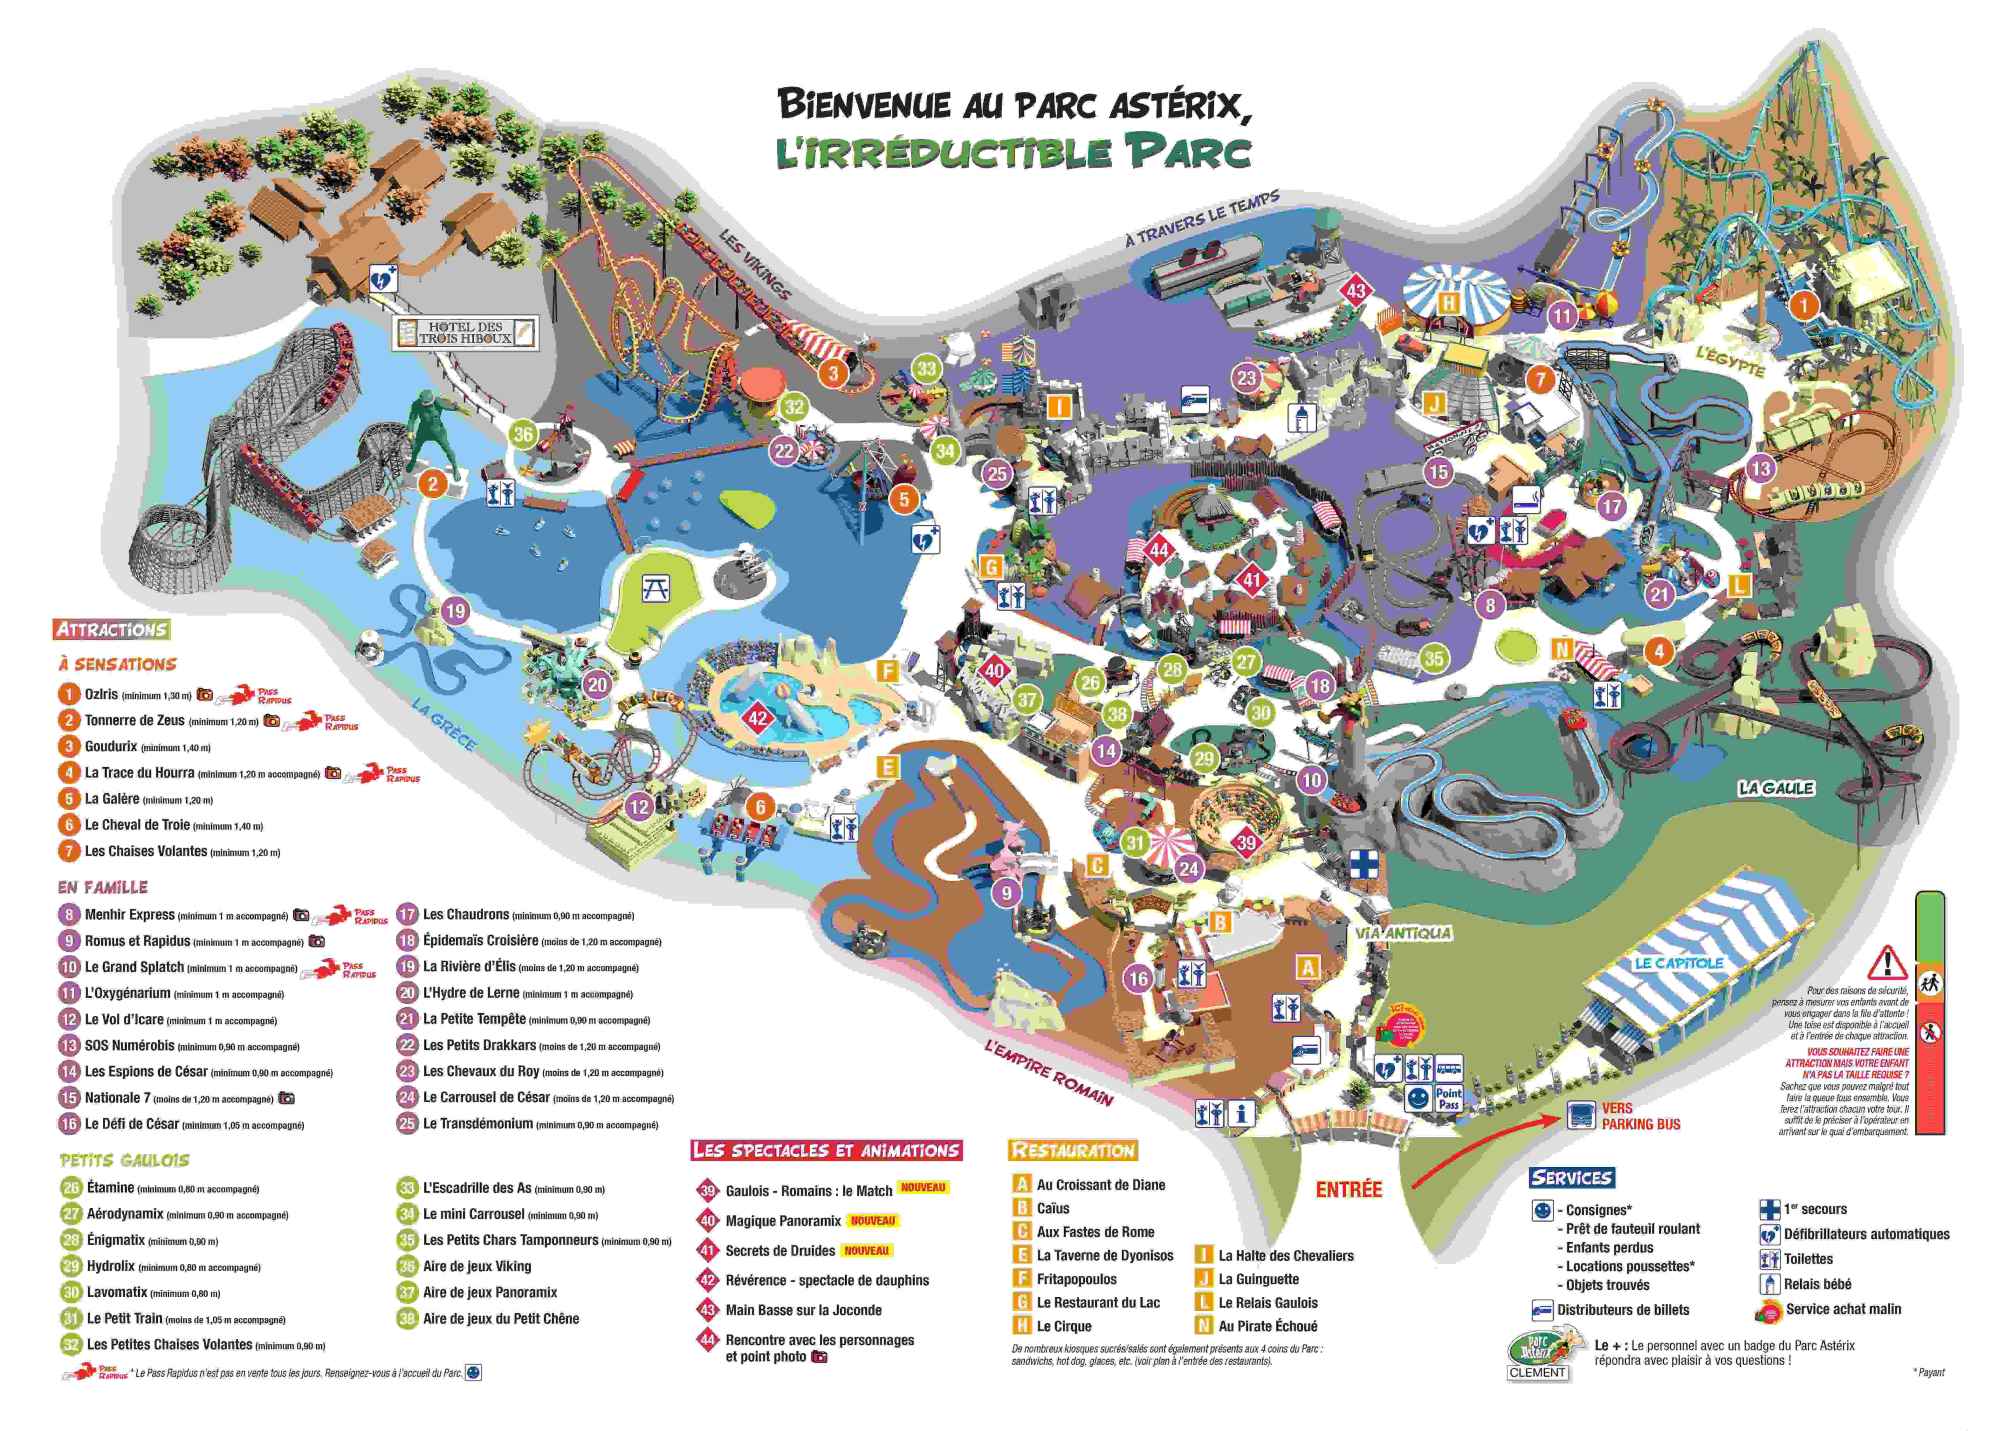 BIENVENUE AU PARC ASTÉRIX,
L'IRRÉDUCTIBLE PARC
LES VIKINGS
À TRAVERS LE TEMPS
HOTEL DES
TROIS HIBOUX
L'ÉGYPTE
LA GRÈCE
LA GAULE
VIA ANTIQUA
LE CAPITOLE
L'EMPIRE ROMAIN
Point
Pass
VERS
PARKING BUS
ENTRÉE
ATTRACTIONS
À SENSATIONS
1 OzIris (minimum 1,30 m) PASS RAPIDUS
2 Tonnerre de Zeus (minimum 1,20 m) PASS RAPIDUS
3 Goudurix (minimum 1,40 m)
4 La Trace du Hourra (minimum 1,20 m accompagné) PASS RAPIDUS
5 La Galère (minimum 1,20 m)
6 Le Cheval de Troie (minimum 1,40 m)
7 Les Chaises Volantes (minimum 1,20 m)
EN FAMILLE
8 Menhir Express (minimum 1 m accompagné) PASS RAPIDUS
9 Romus et Rapidus (minimum 1 m accompagné)
10 Le Grand Splatch (minimum 1 m accompagné) PASS RAPIDUS
11 L'Oxygénarium (minimum 1 m accompagné)
12 Le Vol d'Icare (minimum 1 m accompagné)
13 SOS Numérobis (minimum 0,90 m accompagné)
14 Les Espions de César (minimum 0,90 m accompagné)
15 Nationale 7 (moins de 1,20 m accompagné)
16 Le Défi de César (minimum 1,05 m accompagné)
17 Les Chaudrons (minimum 0,90 m accompagné)
18 Épidemaïs Croisière (moins de 1,20 m accompagné)
19 La Rivière d'Élis (moins de 1,20 m accompagné)
20 L'Hydre de Lerne (minimum 1 m accompagné)
21 La Petite Tempête (minimum 0,90 m accompagné)
22 Les Petits Drakkars (moins de 1,20 m accompagné)
23 Les Chevaux du Roy (moins de 1,20 m accompagné)
24 Le Carrousel de César (moins de 1,20 m accompagné)
25 Le Transdémonium (minimum 0,90 m accompagné)
PETITS GAULOIS
26 Étamine (minimum 0,80 m accompagné)
27 Aérodynamix (minimum 0,90 m accompagné)
28 Énigmatix (minimum 0,90 m)
29 Hydrolix (minimum 0,80 m accompagné)
30 Lavomatix (minimum 0,80 m)
31 Le Petit Train (moins de 1,05 m accompagné)
32 Les Petites Chaises Volantes (minimum 0,90 m)
33 L'Escadrille des As (minimum 0,90 m)
34 Le mini Carrousel (minimum 0,90 m)
35 Les Petits Chars Tamponneurs (minimum 0,90 m)
36 Aire de jeux Viking
37 Aire de jeux Panoramix
38 Aire de jeux du Petit Chêne
PASS RAPIDUS * Le Pass Rapidus n'est pas en vente tous les jours. Renseignez-vous à l'accueil du Parc.
LES SPECTACLES ET ANIMATIONS
39 Gaulois - Romains : le Match NOUVEAU
40 Magique Panoramix NOUVEAU
41 Secrets de Druides NOUVEAU
42 Révérence - spectacle de dauphins
43 Main Basse sur la Joconde
44 Rencontre avec les personnages
et point photo
RESTAURATION
A Au Croissant de Diane
B Caïus
C Aux Fastes de Rome
E La Taverne de Dyonisos
F Fritapopoulos
G Le Restaurant du Lac
H Le Cirque
I La Halte des Chevaliers
J La Guinguette
L Le Relais Gaulois
N Au Pirate Échoué
De nombreux kiosques sucrés/salés sont également présents aux 4 coins du Parc :
sandwichs, hot dog, glaces, etc. (voir plan à l'entrée des restaurants).
SERVICES
- Consignes*
- Prêt de fauteuil roulant
- Enfants perdus
- Locations poussettes*
- Objets trouvés
Distributeurs de billets
1er secours
Défibrillateurs automatiques
Toilettes
Relais bébé
Service achat malin
Parc Astérix
CLEMENT
Le + : Le personnel avec un badge du Parc Astérix
répondra avec plaisir à vos questions !
* Payant
Pour des raisons de sécurité,
pensez à mesurer vos enfants avant de
vous engager dans la file d'attente !
Une toise est disponible à l'accueil
et à l'entrée de chaque attraction.
VOUS SOUHAITEZ FAIRE UNE
ATTRACTION MAIS VOTRE ENFANT
N'A PAS LA TAILLE REQUISE ?
Sachez que vous pouvez malgré tout
faire la queue tous ensemble. Vous
ferez l'attraction chacun votre tour. Il
suffit de le préciser à l'opérateur en
arrivant sur le quai d'embarquement.